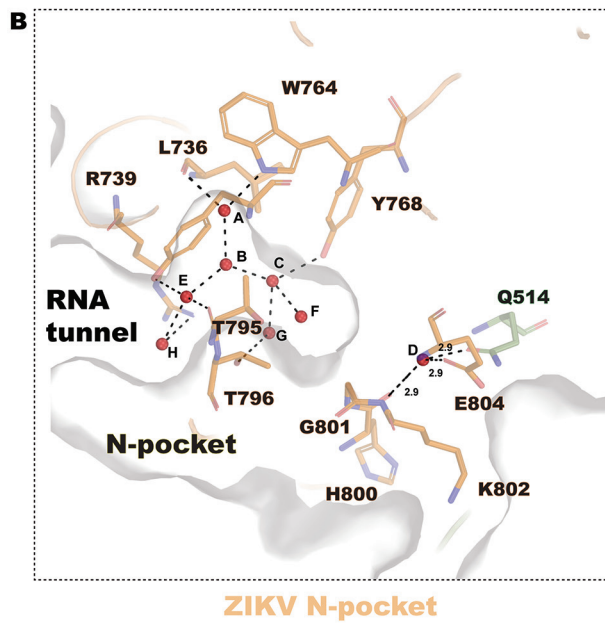 B
W764
L736
R739
Y768
A
B
C
E
F
RNA
tunnel
T795
G
H
Q514
D
2.9
2.9
2.9
E804
T796
G801
N-pocket
H800
K802
ZIKV N-pocket